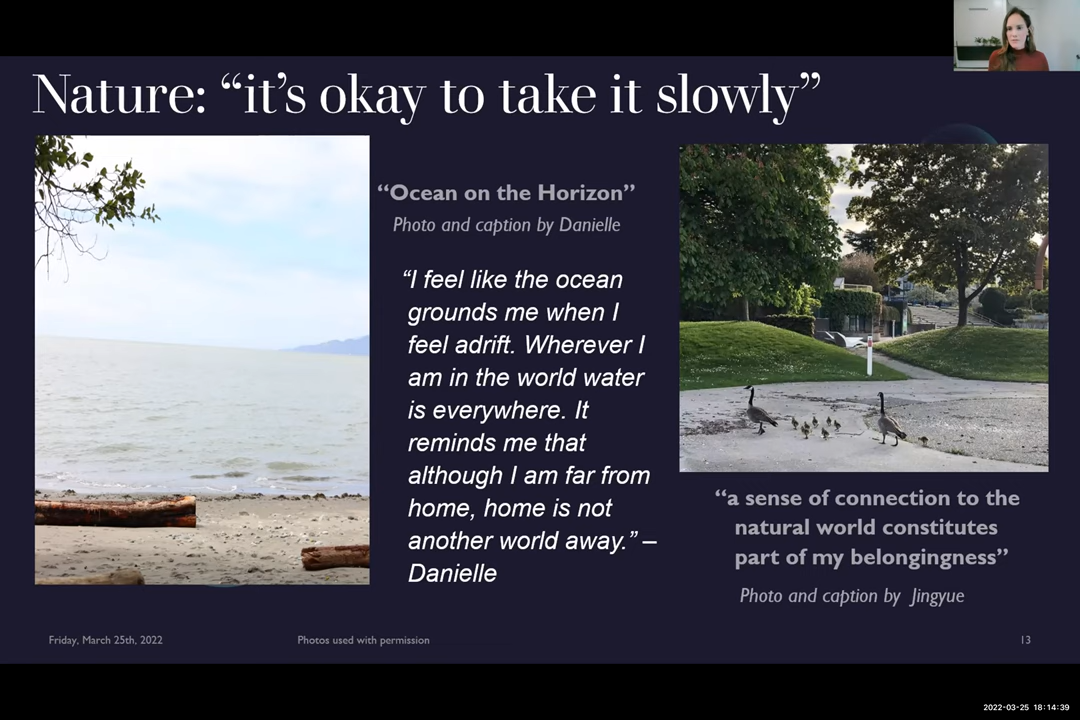 Nature: “it’s okay to take it slowly”
“Ocean on the Horizon”
Photo and caption by Danielle
“I feel like the ocean
grounds me when I
feel adrift. Wherever I
am in the world water
is everywhere. It
reminds me that
although I am far from
home, home is not
another world away.” –
Danielle
“a sense of connection to the
natural world constitutes
part of my belongingness”
Photo and caption by Jingyue
Friday, March 25th, 2022
Photos used with permission
13
2022-03-25 18:14:39